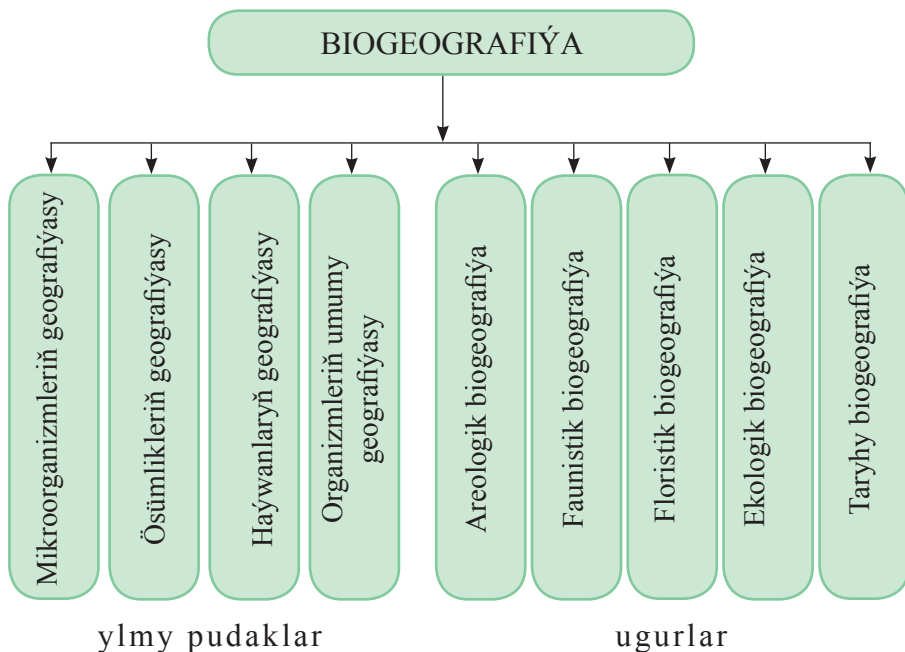 BIOGEOGRAFIÝA
Mikroorganizmleriň geografiýasy
Ösümlikleriň geografiýasy
Haýwanlaryň geografiýasy
Organizmleriň umumy
geografiýasy
Areologik biogeografiýa
Faunistik biogeografiýa
Floristik biogeografiýa
Ekologik biogeografiýa
Taryhy biogeografiýa
ylmy pudaklar
ugurlar